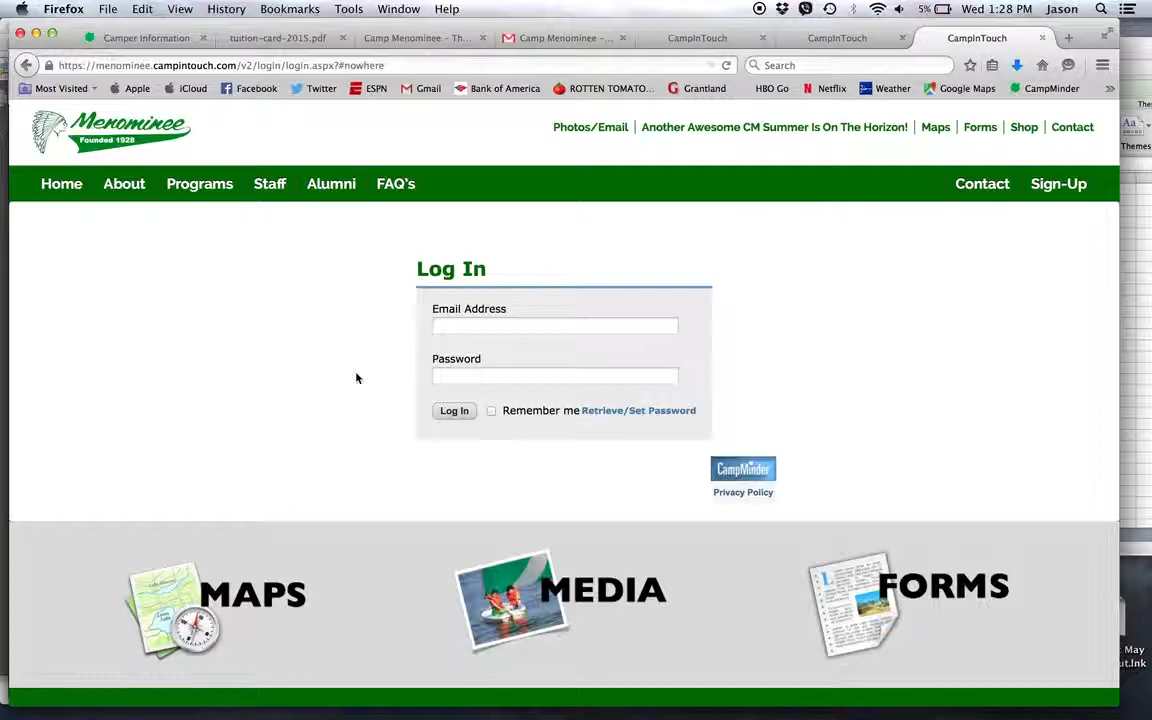 Firefox File Edit View History Bookmarks Tools Window Help 5% Wed 1:28 PM Jason
Camper Information tution-card-2015.pdf Camp Menominee - Th... Camp Menominee -... CampInTouch CampInTouch CampInTouch
https://menominee.campintouch.com/v2/login/login.aspx?#nowhere Search
Most Visited Apple iCloud Facebook Twitter ESPN Gmail Bank of America ROTTEN TOMATO... Grantland HBO Go Netflix Weather Google Maps CampMinder
Menominee
Founded 1928
Photos/Email Another Awesome CM Summer Is On The Horizon! Maps Forms Shop Contact
Themes
Home About Programs Staff Alumni FAQ's Contact Sign-Up
Log In
Email Address
Password
Log In Remember me Retrieve/Set Password
CampMinder
Privacy Policy
MAPS MEDIA FORMS
May
ut.lnk